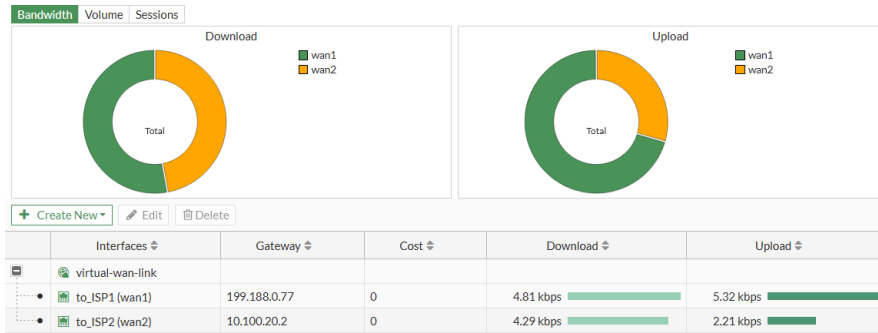 Bandwidth Volume Sessions
Download
wan1
wan2
Total
Upload
wan1
wan2
Total
Create New Edit Delete
Interfaces Gateway Cost Download Upload
virtual-wan-link
to_ISP1 (wan1) 199.188.0.77 0 4.81 kbps 5.32 kbps
to_ISP2 (wan2) 10.100.20.2 0 4.29 kbps 2.21 kbps